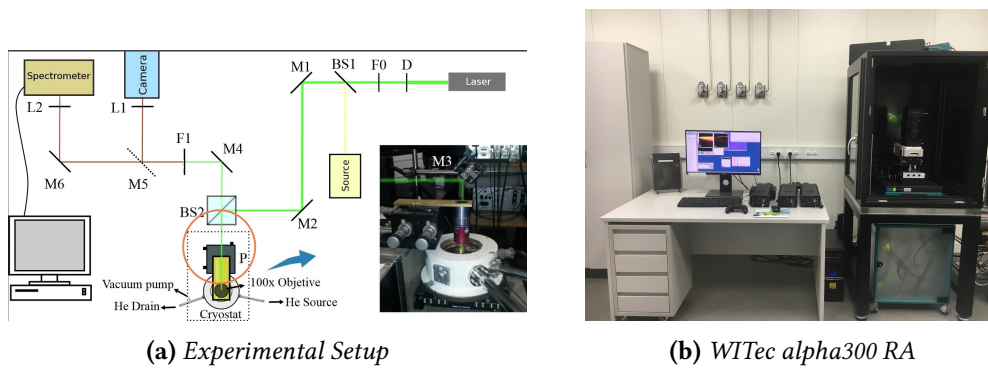 Spectrometer
Camera
L2
L1
M1
BS1
F0
D
Laser
F1
M4
M6
M5
Source
M3
BS2
M2
P
Vacuum pump
100x Objetive
He Drain
He Source
Cryostat
(a) Experimental Setup
(b) WITec alpha300 RA